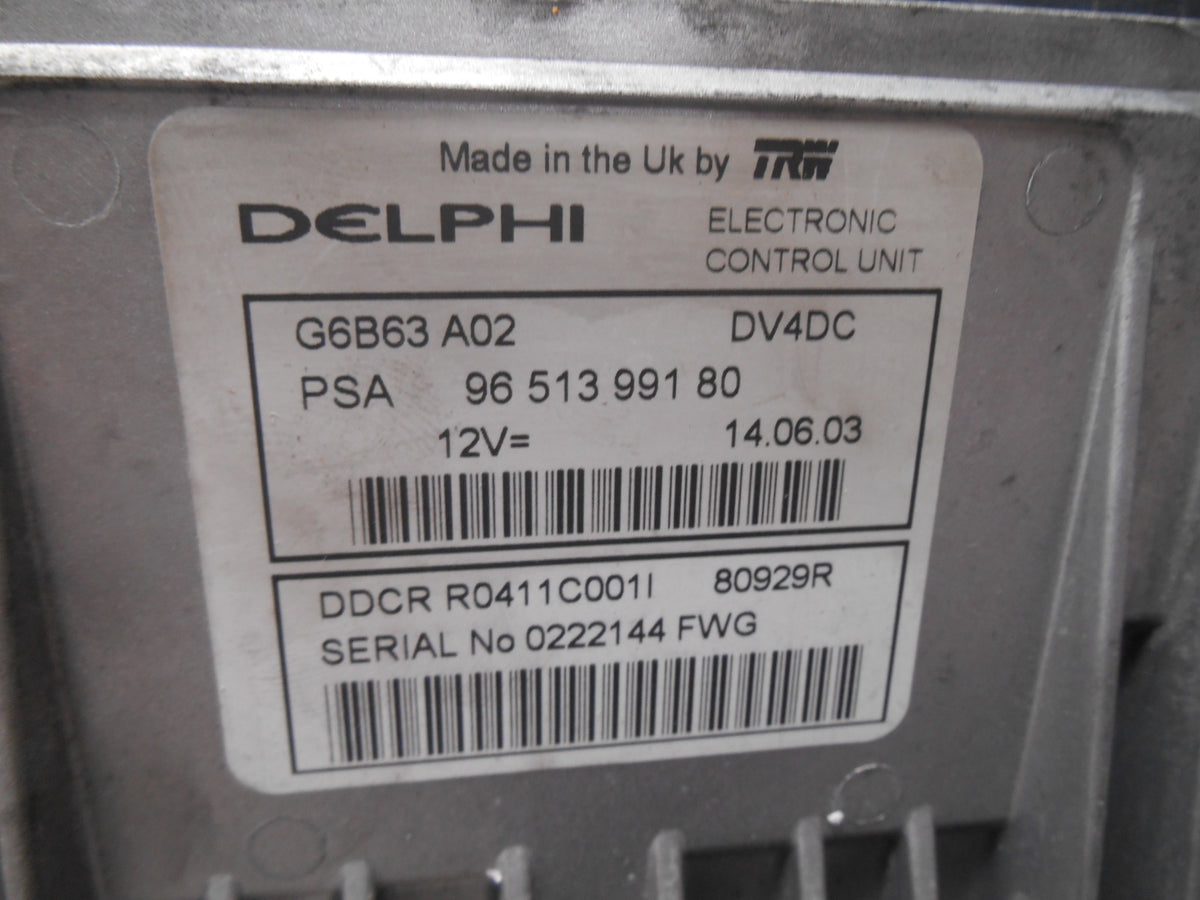 Made in the Uk by TRW
DELPHI
ELECTRONIC
CONTROL UNIT
G6B63 A02 DV4DC
PSA 96 513 991 80
12V= 14.06.03
DDCR R0411C001I 80929R
SERIAL No 0222144 FWG